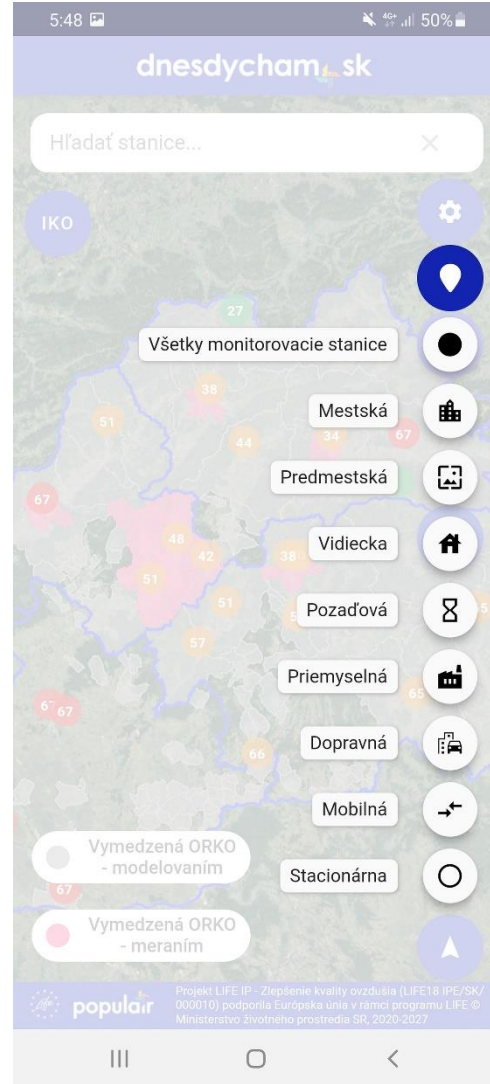 5:48
4G+
50%
dnesdycham.sk
Hľadať stanice...
IKO
27
Všetky monitorovacie stanice
38
51
Mestská
44
34
67
Predmestská
67
48
42
38
Vidiecka
51
51
Pozaďová
57
Priemyselná
65
67
67
Dopravná
66
Mobilná
Vymedzená ORKO
- modelovaním
Stacionárna
67
Vymedzená ORKO
- meraním
life
populair
Projekt LIFE IP - Zlepšenie kvality ovzdušia (LIFE18 IPE/SK/
000010) podporila Európska únia v rámci programu LIFE ©
Ministerstvo životného prostredia SR, 2020-2027